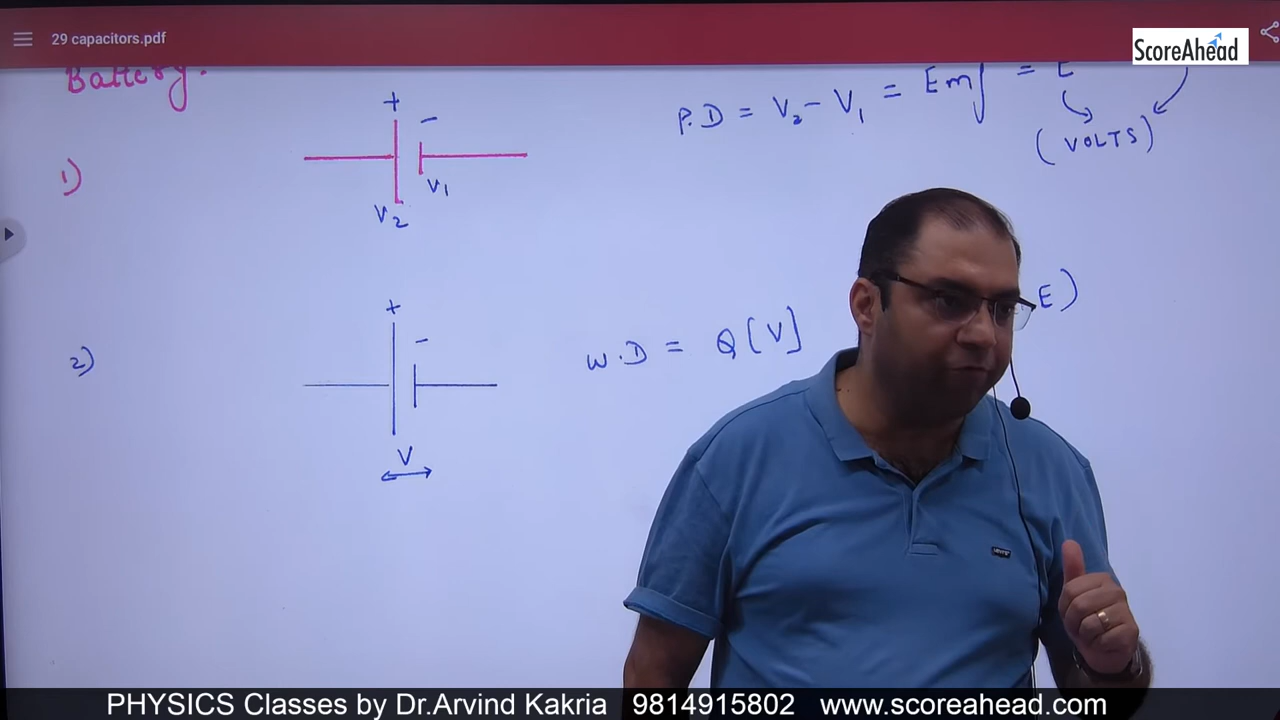 29 capacitors.pdf
ScoreAhead
Battery.
P.D = V₂ - V₁ = Emf = E
(VOLTS)
1)
+
-
V₁
V₂
2)
+
-
W.D = Q[V]
E)
V
PHYSICS Classes by Dr.Arvind Kakria 9814915802 www.scoreahead.com